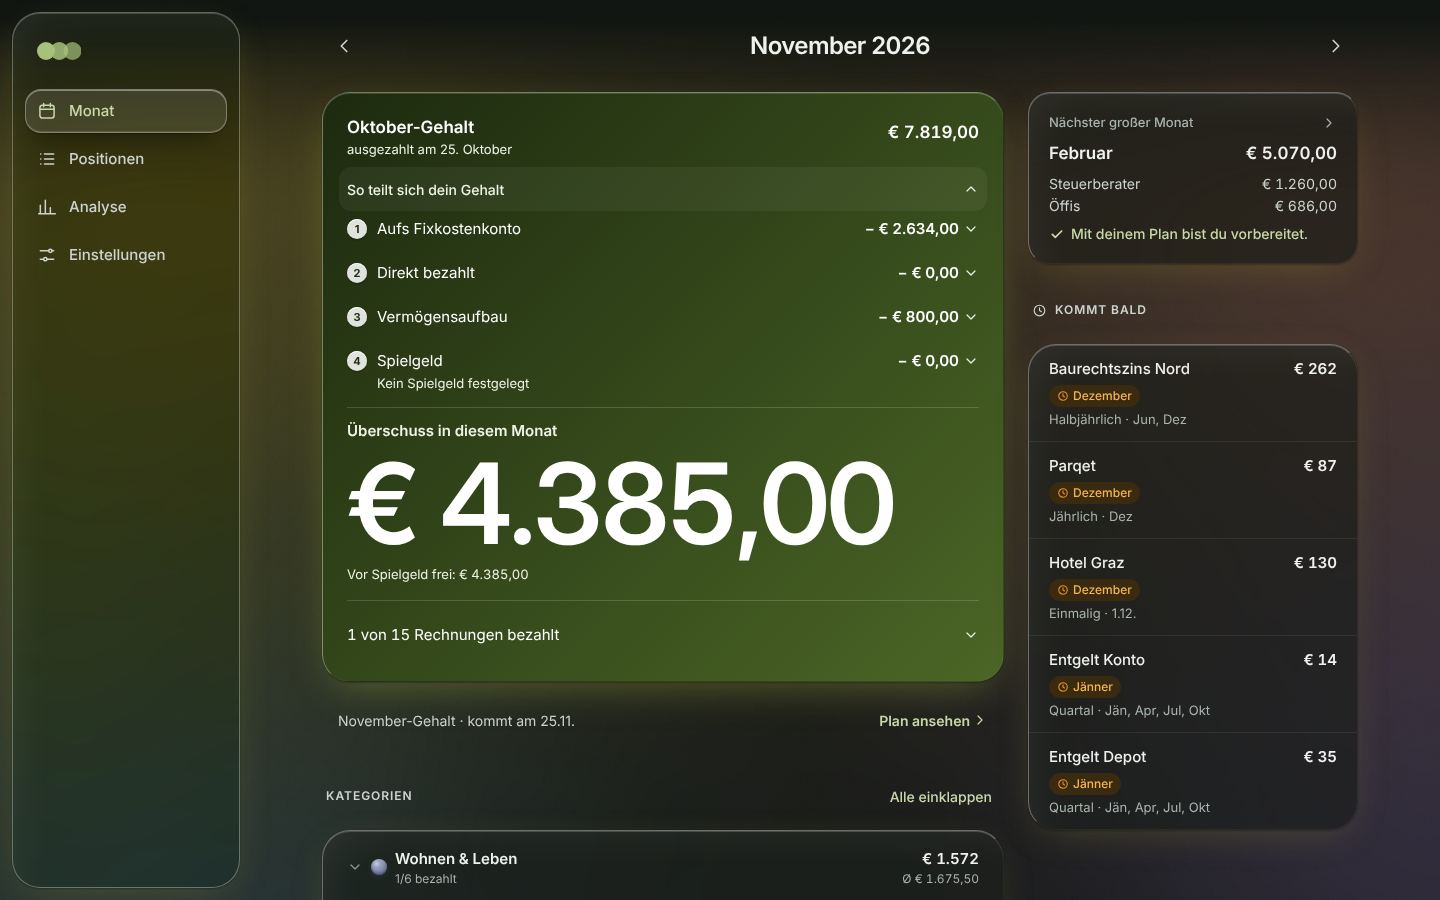 November 2026
Monat
Positionen
Analyse
Einstellungen
Oktober-Gehalt
€ 7.819,00
ausgezahlt am 25. Oktober
So teilt sich dein Gehalt
1 Aufs Fixkostenkonto – € 2.634,00
2 Direkt bezahlt – € 0,00
3 Vermögensaufbau – € 800,00
4 Spielgeld – € 0,00
Kein Spielgeld festgelegt
Überschuss in diesem Monat
€ 4.385,00
Vor Spielgeld frei: € 4.385,00
1 von 15 Rechnungen bezahlt
November-Gehalt · kommt am 25.11.
Plan ansehen
KATEGORIEN
Alle einklappen
Wohnen & Leben € 1.572
1/6 bezahlt Ø € 1.675,50
Nächster großer Monat
Februar € 5.070,00
Steuerberater € 1.260,00
Öffis € 686,00
Mit deinem Plan bist du vorbereitet.
KOMMT BALD
Baurechtszins Nord € 262
Dezember
Halbjährlich · Jun, Dez
Parqet € 87
Dezember
Jährlich · Dez
Hotel Graz € 130
Dezember
Einmalig · 1.12.
Entgelt Konto € 14
Jänner
Quartal · Jän, Apr, Jul, Okt
Entgelt Depot € 35
Jänner
Quartal · Jän, Apr, Jul, Okt